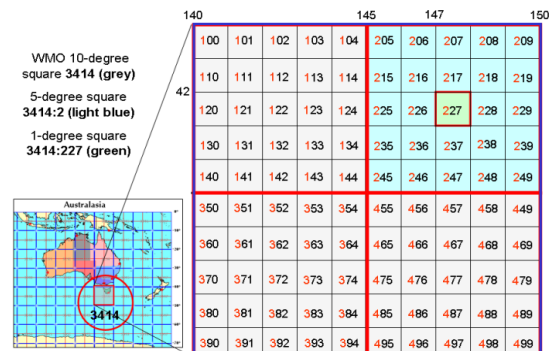 140 145 147 150
WMO 10-degree
square 3414 (grey)
5-degree square
3414:2 (light blue)
1-degree square
3414:227 (green)
42
100 101 102 103 104 205 206 207 208 209
110 111 112 113 114 215 216 217 218 219
120 121 122 123 124 225 226 227 228 229
130 131 132 133 134 235 236 237 238 239
140 141 142 143 144 245 246 247 248 249
350 351 352 353 354 455 456 457 458 449
360 361 362 363 364 465 466 467 468 469
370 371 372 373 374 475 476 477 478 479
380 381 382 383 384 485 486 487 488 489
390 391 392 393 394 495 496 497 498 499
Australasia
3414